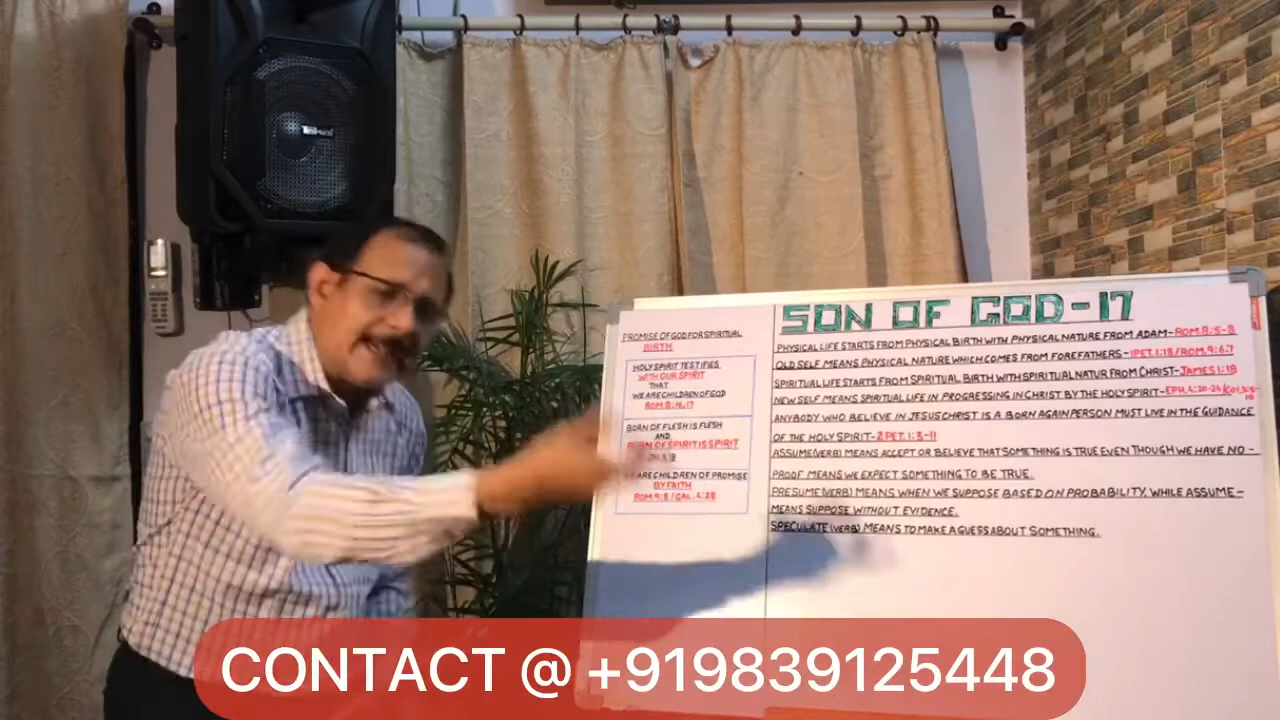 SON OF GOD-17
PROMISE OF GOD FOR SPIRITUAL
BIRTH
HOLY SPIRIT TESTIFIES
WITH OUR SPIRIT
THAT
WE ARE CHILDREN OF GOD
ROM.8:16,17
BORN OF FLESH IS FLESH
AND
BORN OF SPIRIT IS SPIRIT
WE ARE CHILDREN OF PROMISE
BY FAITH
ROM.9:8/GAL.4:28
PHYSICAL LIFE STARTS FROM PHYSICAL BIRTH WITH PHYSICAL NATURE FROM ADAM-ROM.8:5-8
OLD SELF MEANS PHYSICAL NATURE WHICH COMES FROM FOREFATHERS-1PET.1:18/ROM.9:6,7
SPIRITUAL LIFE STARTS FROM SPIRITUAL BIRTH WITH SPIRITUAL NATUR FROM CHRIST-JAMES 1:18
NEW SELF MEANS SPIRITUAL LIFE IN PROGRESSING IN CHRIST BY THE HOLY SPIRIT-EPH.4:20-24
ANYBODY WHO BELIEVE IN JESUS CHRIST IS A BORN AGAIN PERSON MUST LIVE IN THE GUIDANCE
OF THE HOLY SPIRIT-2PET.1:3-11
ASSUME(VERB) MEANS ACCEPT OR BELIEVE THAT SOMETHING IS TRUE EVEN THOUGH WE HAVE NO-
PROOF MEANS WE EXPECT SOMETHING TO BE TRUE.
PRESUME(VERB) MEANS WHEN WE SUPPOSE BASED ON PROBABILITY, WHILE ASSUME-
MEANS SUPPOSE WITHOUT EVIDENCE.
SPECULATE (VERB) MEANS TO MAKE A GUESS ABOUT SOMETHING.
CONTACT @ +919839125448